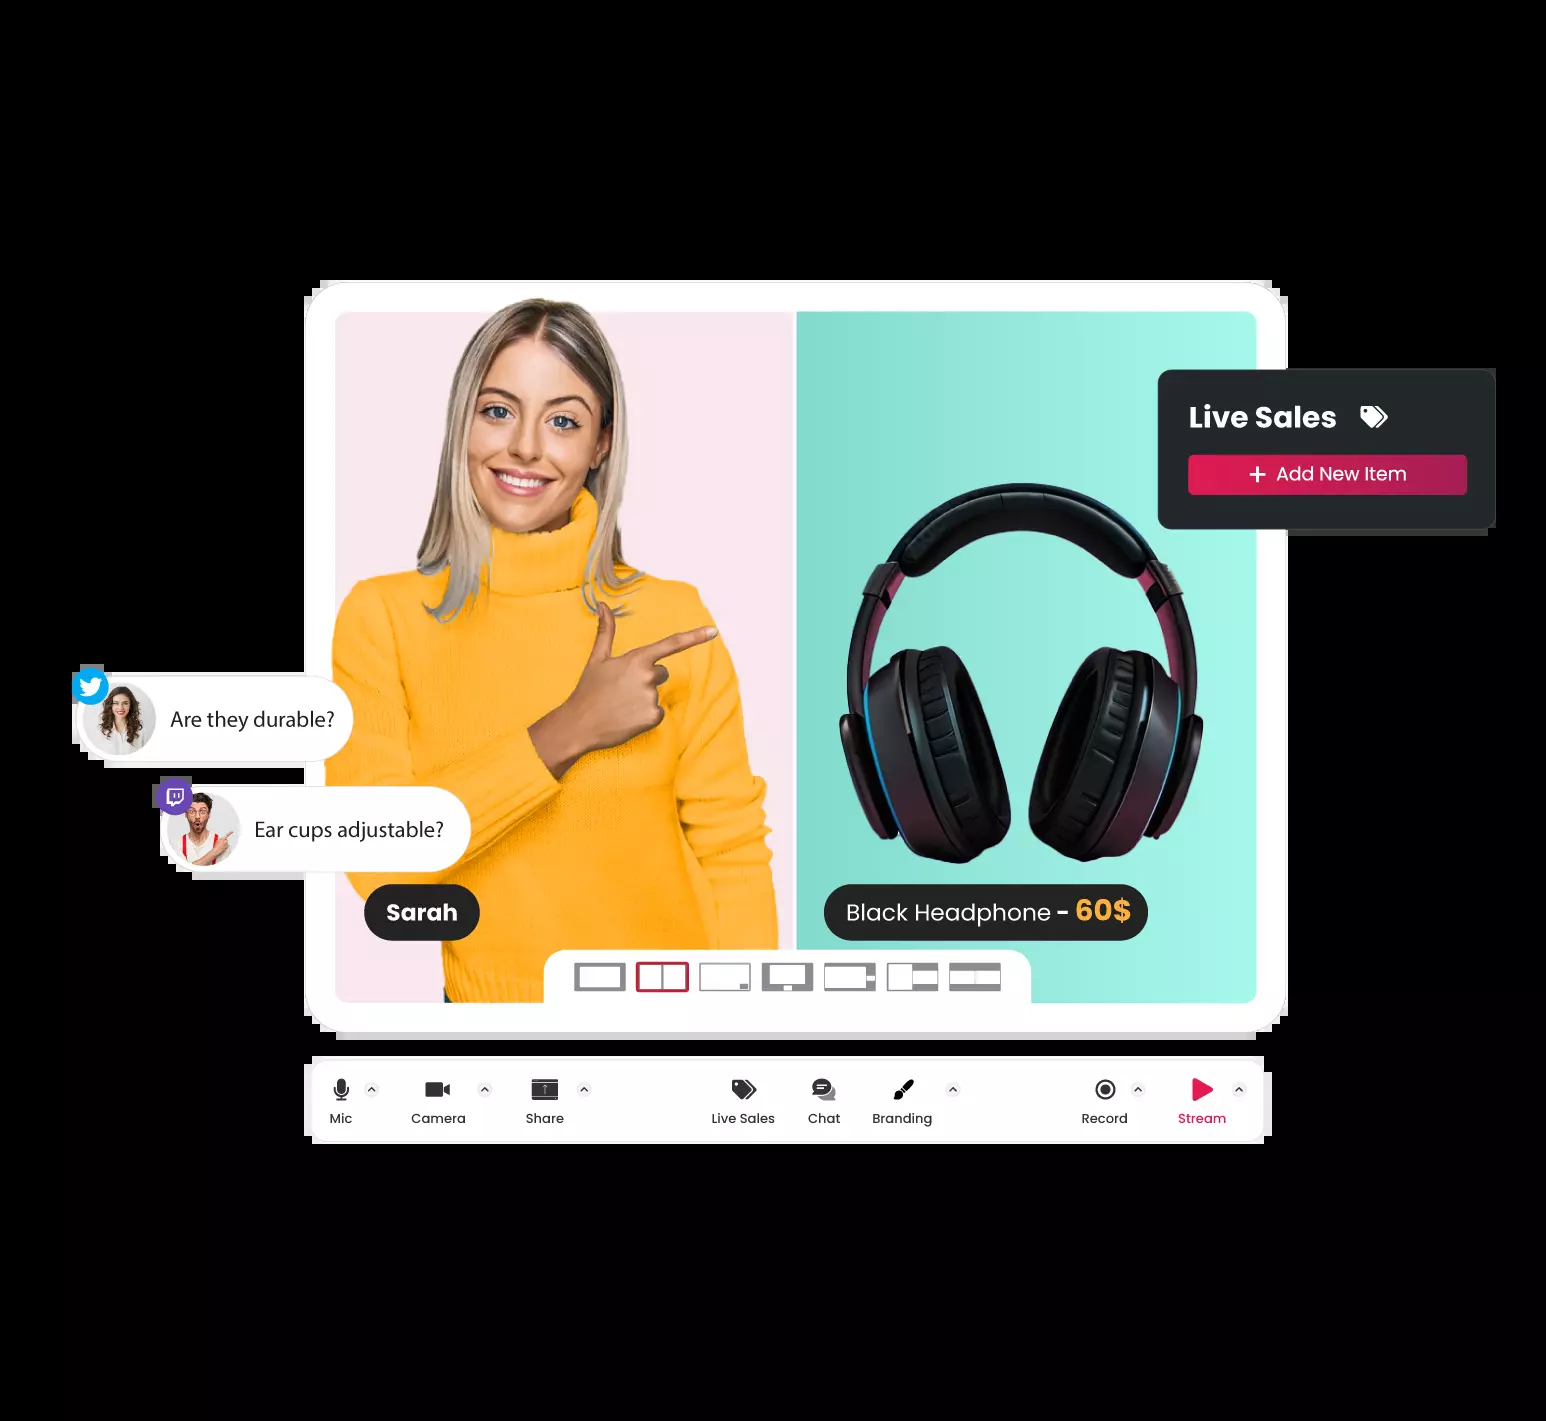 Live Sales
+ Add New Item
Are they durable?
Ear cups adjustable?
Sarah
Black Headphone - 60$
Mic
Camera
Share
Live Sales
Chat
Branding
Record
Stream